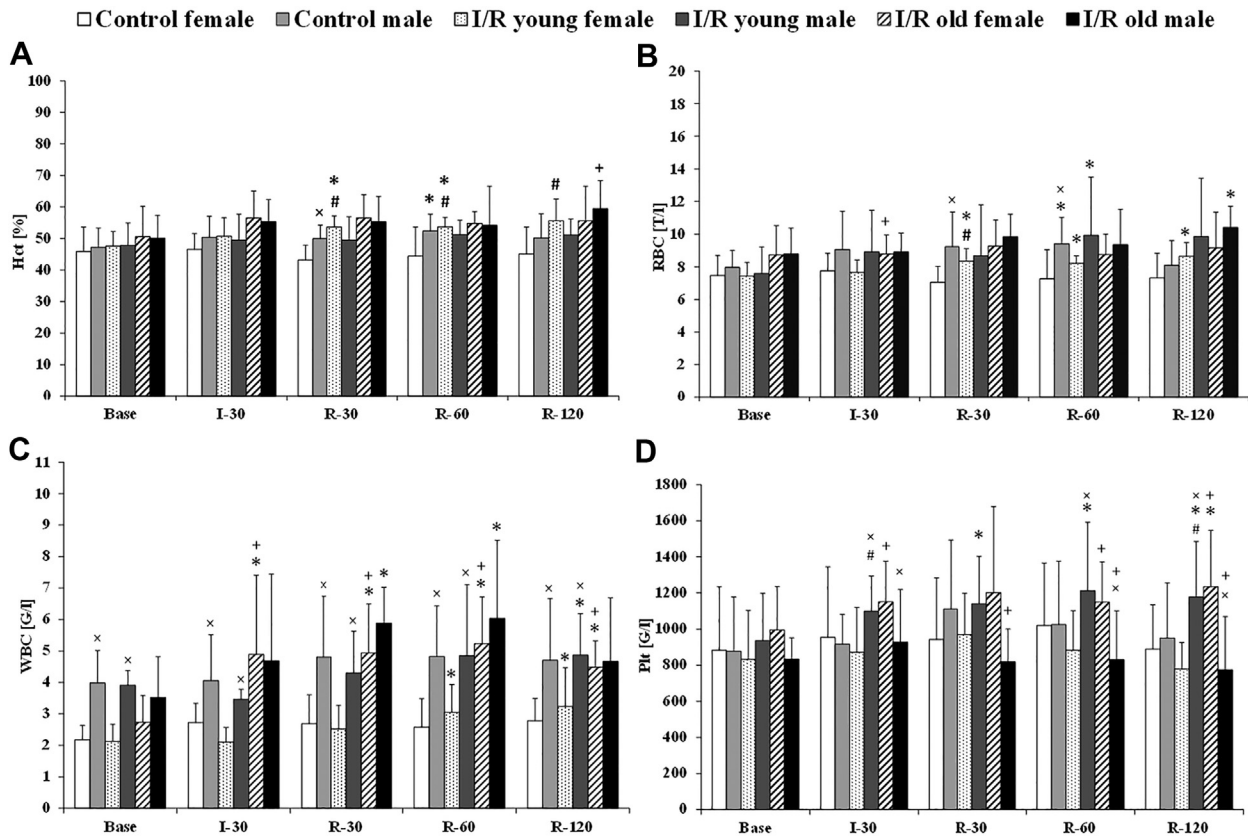 Control female Control male I/R young female I/R young male I/R old female I/R old male
A
Hct [%]
100
90
80
70
60
50
40
30
20
10
0
× * # * * # # +
Base I-30 R-30 R-60 R-120
B
RBC [T/l]
20
18
16
14
12
10
8
6
4
2
0
+ × * # × * * * * *
Base I-30 R-30 R-60 R-120
C
WBC [G/l]
11
10
9
8
7
6
5
4
3
2
1
0
× × × × + * × × + * * × * × + * * × * × * + *
Base I-30 R-30 R-60 R-120
D
Plt [G/l]
1800
1600
1400
1200
1000
800
600
400
200
0
× # + × * + × * + + × × * # + * + ×
Base I-30 R-30 R-60 R-120